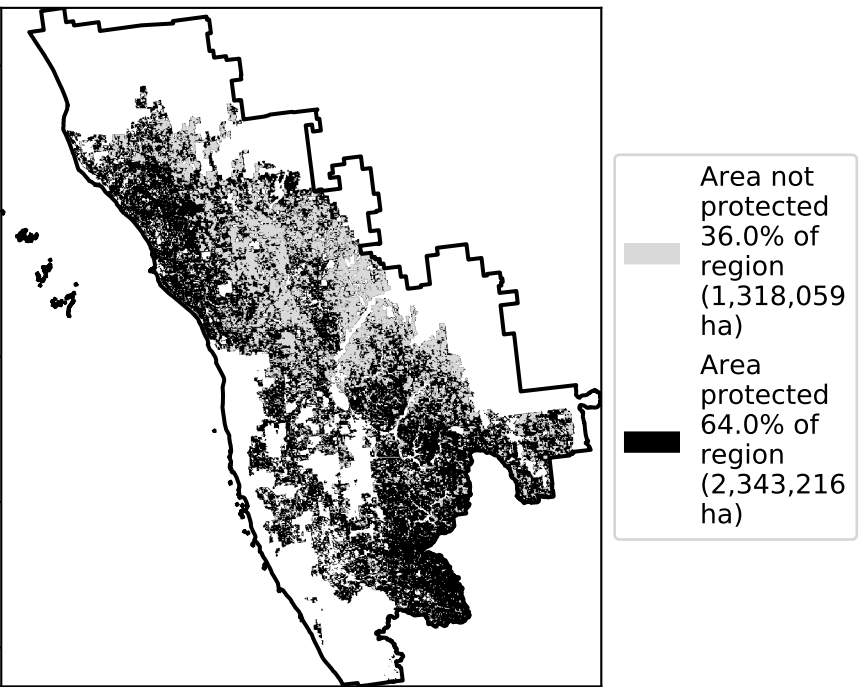 Area not
protected
36.0% of
region
(1,318,059
ha)
Area
protected
64.0% of
region
(2,343,216
ha)